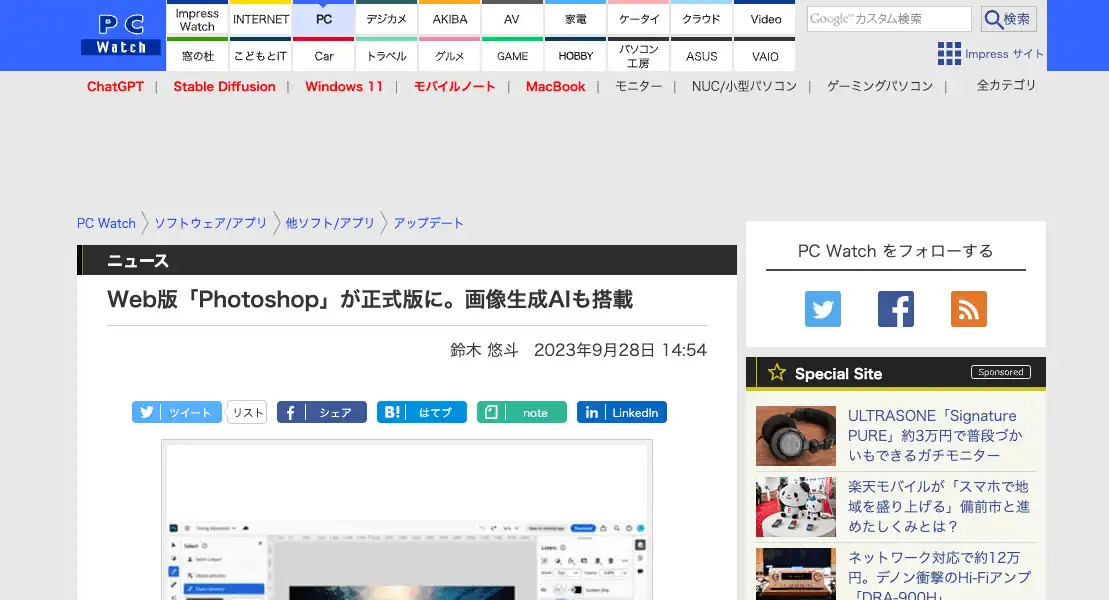 PC Watch
Impress Watch
INTERNET
PC
デジカメ
AKIBA
AV
家電
ケータイ
クラウド
Video
窓の杜
こどもとIT
Car
トラベル
グルメ
GAME
HOBBY
パソコン工房
ASUS
VAIO
Google™カスタム検索
検索
Impress サイト
ChatGPT | Stable Diffusion | Windows 11 | モバイルノート | MacBook | モニター | NUC/小型パソコン | ゲーミングパソコン | 全カテゴリ
PC Watch 〉 ソフトウェア/アプリ 〉 他ソフト/アプリ 〉 アップデート
ニュース
Web版「Photoshop」が正式版に。画像生成AIも搭載
鈴木 悠斗 2023年9月28日 14:54
ツイート
リスト
シェア
B! はてブ
note
in LinkedIn
Layers
PC Watch をフォローする
Special Site
Sponsored
ULTRASONE「Signature
PURE」約3万円で普段づか
いもできるガチモニター
楽天モバイルが「スマホで地
域を盛り上げる」備前市と進
めたしくみとは？
ネットワーク対応で約12万
円。デノン衝撃のHi-Fiアンプ
「DRA-900H」